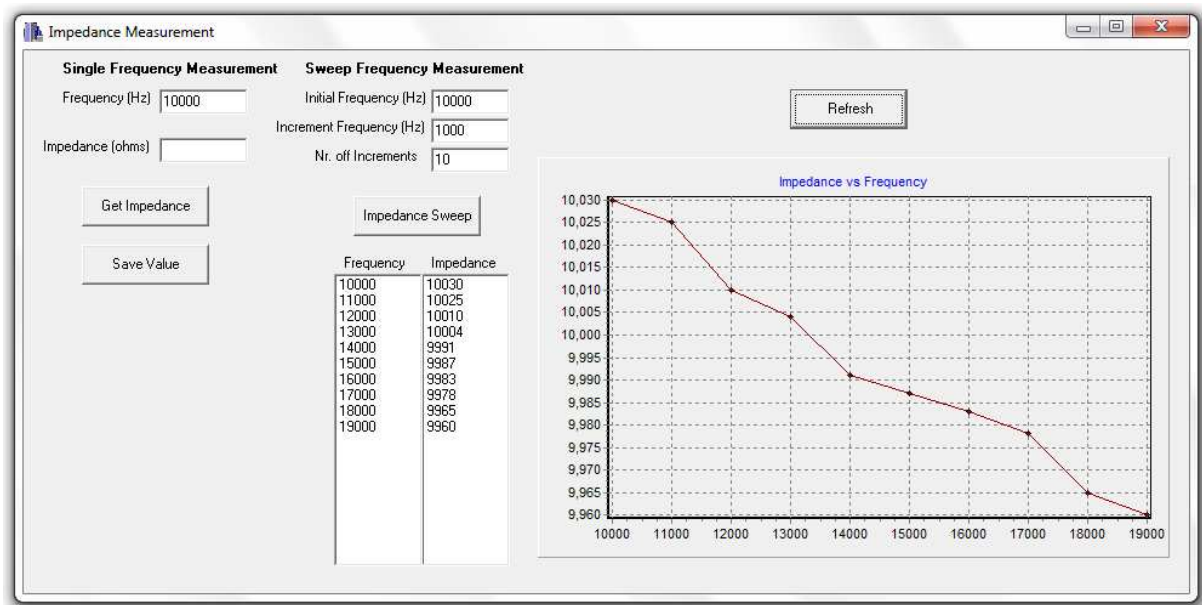 Impedance Measurement
Single Frequency Measurement
Frequency (Hz) 10000
Impedance (ohms)
Get Impedance
Save Value
Sweep Frequency Measurement
Initial Frequency (Hz) 10000
Increment Frequency (Hz) 1000
Nr. off Increments 10
Impedance Sweep
Frequency Impedance
10000 10030
11000 10025
12000 10010
13000 10004
14000 9991
15000 9987
16000 9983
17000 9978
18000 9965
19000 9960
Refresh
Impedance vs Frequency
10,030
10,025
10,020
10,015
10,010
10,005
10,000
9,995
9,990
9,985
9,980
9,975
9,970
9,965
9,960
10000 11000 12000 13000 14000 15000 16000 17000 18000 19000